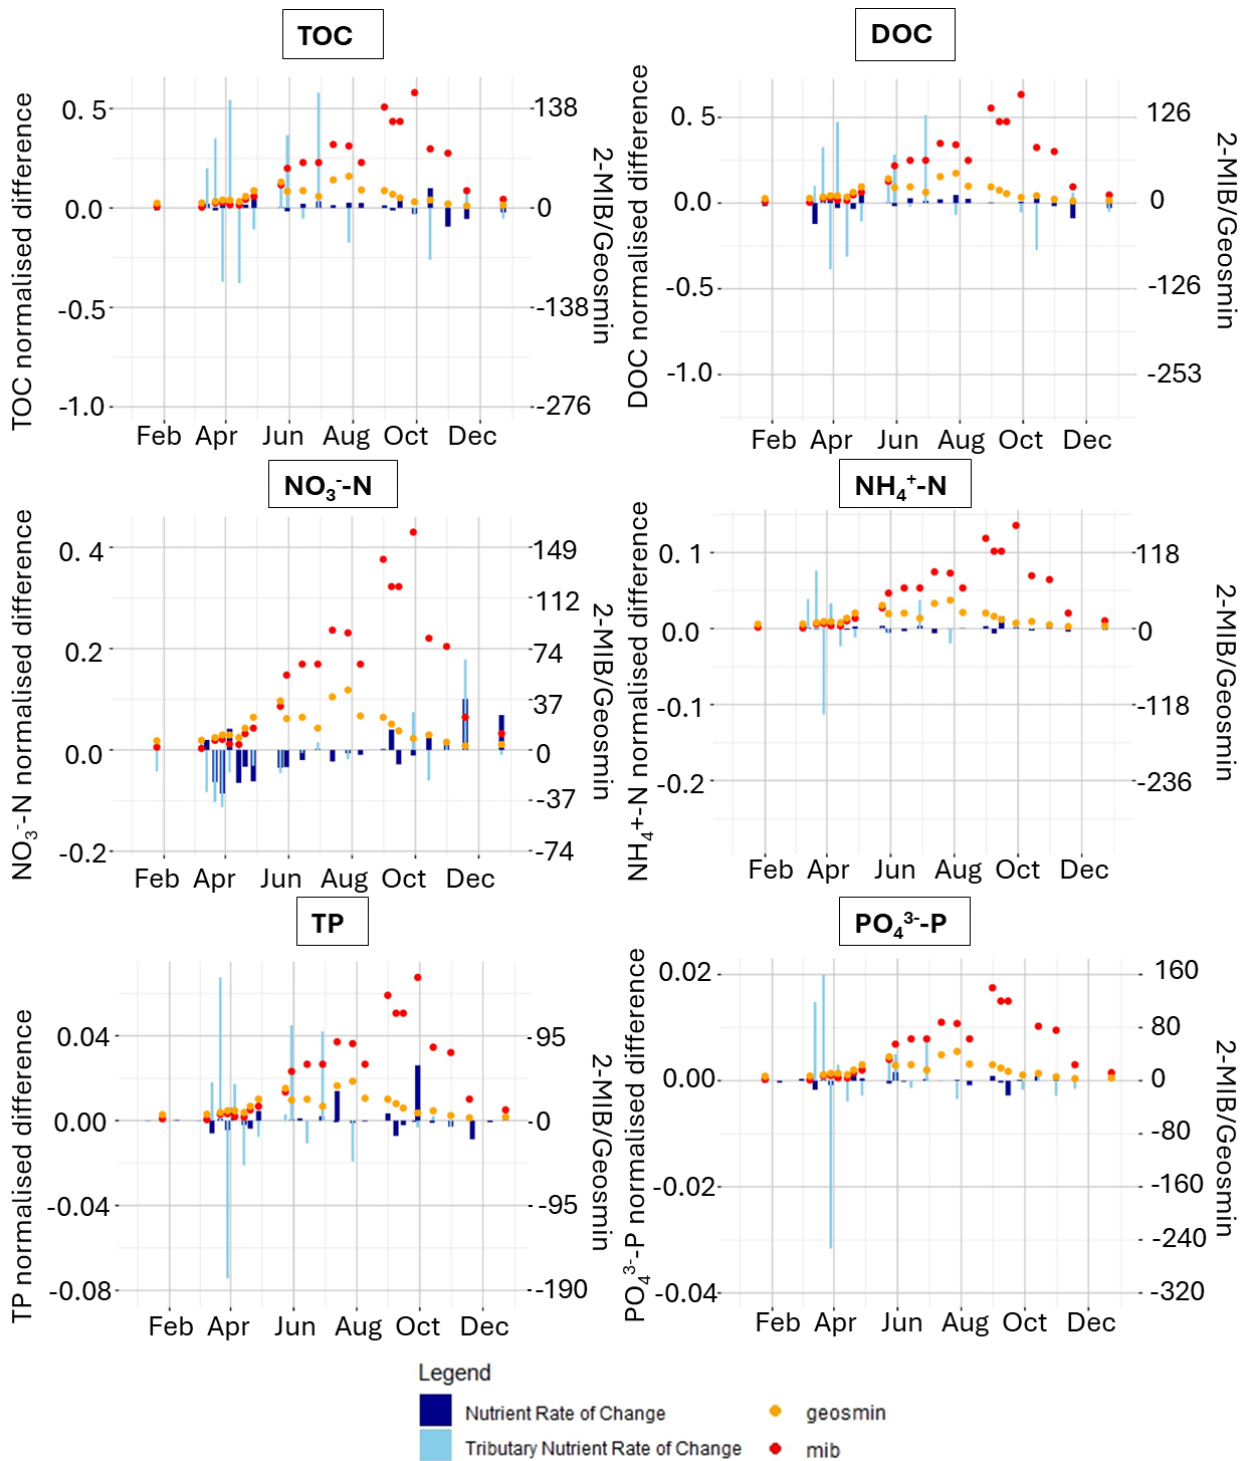 TOC
TOC normalised difference
0.5
0.0
-0.5
-1.0
138
0
-138
-276
2-MIB/Geosmin
Feb Apr Jun Aug Oct Dec
DOC
DOC normalised difference
0.5
0.0
-0.5
-1.0
126
0
-126
-253
2-MIB/Geosmin
Feb Apr Jun Aug Oct Dec
NO₃⁻-N
NO₃⁻-N normalised difference
0.4
0.2
0.0
-0.2
149
112
74
37
0
-37
-74
2-MIB/Geosmin
Feb Apr Jun Aug Oct Dec
NH₄⁺-N
NH₄+-N normalised difference
0.1
0.0
-0.1
-0.2
118
0
-118
-236
2-MIB/Geosmin
Feb Apr Jun Aug Oct Dec
TP
TP normalised difference
0.04
0.00
-0.04
-0.08
95
0
-95
-190
2-MIB/Geosmin
Feb Apr Jun Aug Oct Dec
PO₄³⁻-P
PO₄³⁻-P normalised difference
0.02
0.00
-0.02
-0.04
160
80
0
-80
-160
-240
-320
2-MIB/Geosmin
Feb Apr Jun Aug Oct Dec
Legend
Nutrient Rate of Change
Tributary Nutrient Rate of Change
geosmin
mib